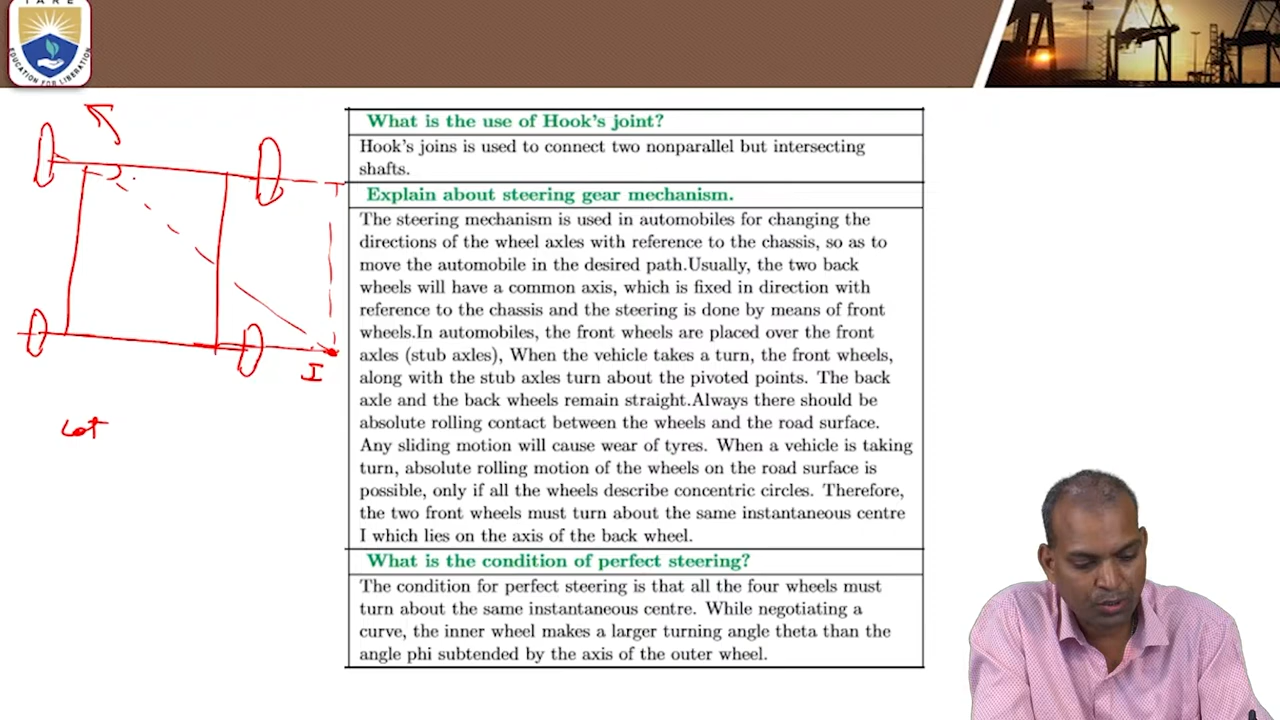 TARE
EDUCATION FOR LIBERATION
What is the use of Hook's joint?
Hook's joins is used to connect two nonparallel but intersecting
shafts.
Explain about steering gear mechanism.
The steering mechanism is used in automobiles for changing the
directions of the wheel axles with reference to the chassis, so as to
move the automobile in the desired path.Usually, the two back
wheels will have a common axis, which is fixed in direction with
reference to the chassis and the steering is done by means of front
wheels.In automobiles, the front wheels are placed over the front
axles (stub axles), When the vehicle takes a turn, the front wheels,
along with the stub axles turn about the pivoted points. The back
axle and the back wheels remain straight.Always there should be
absolute rolling contact between the wheels and the road surface.
Any sliding motion will cause wear of tyres. When a vehicle is taking
turn, absolute rolling motion of the wheels on the road surface is
possible, only if all the wheels describe concentric circles. Therefore,
the two front wheels must turn about the same instantaneous centre
I which lies on the axis of the back wheel.
What is the condition of perfect steering?
The condition for perfect steering is that all the four wheels must
turn about the same instantaneous centre. While negotiating a
curve, the inner wheel makes a larger turning angle theta than the
angle phi subtended by the axis of the outer wheel.
I
cot